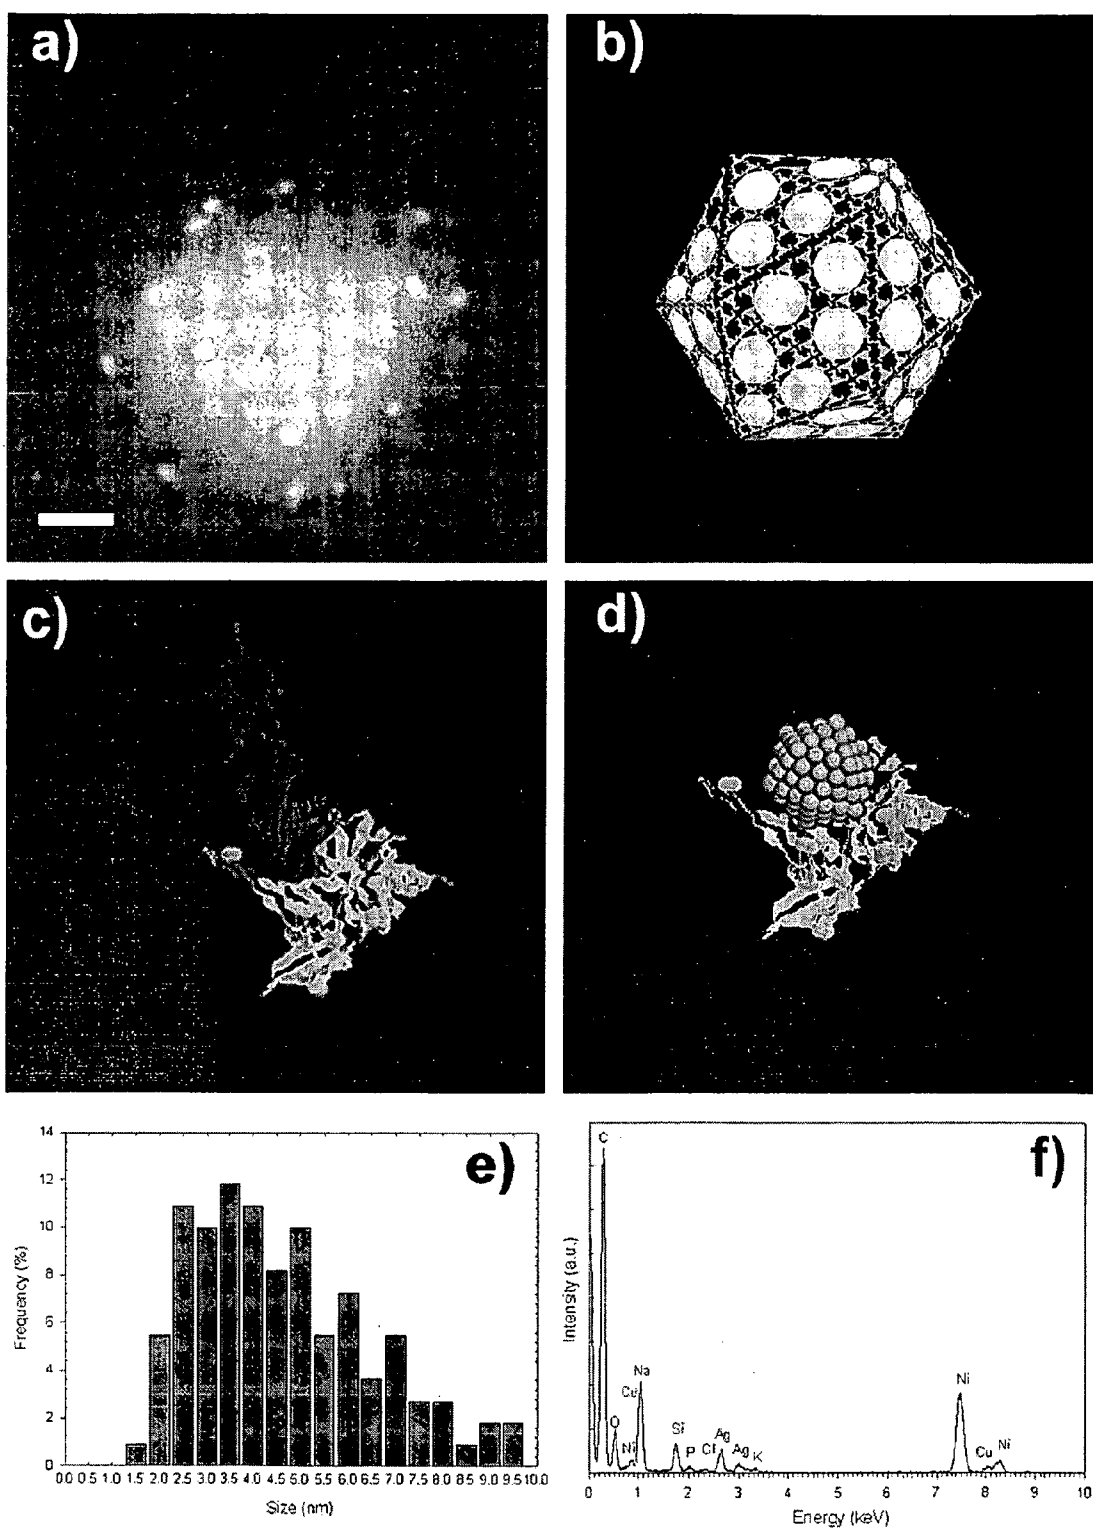 a)
b)
c)
d)
e)
14
12
10
8
6
4
2
0
Frequency (%)
0.0 0.5 1.0 1.5 2.0 2.5 3.0 3.5 4.0 4.5 5.0 5.5 6.0 6.5 7.0 7.5 8.0 8.5 9.0 9.5 10.0
Size (nm)
f)
Intensity (a.u.)
C
O
Cu
Ni
Na
Si
P
Cl
Ag
Ag
K
Ni
Cu
Ni
0 1 2 3 4 5 6 7 8 9 10
Energy (keV)